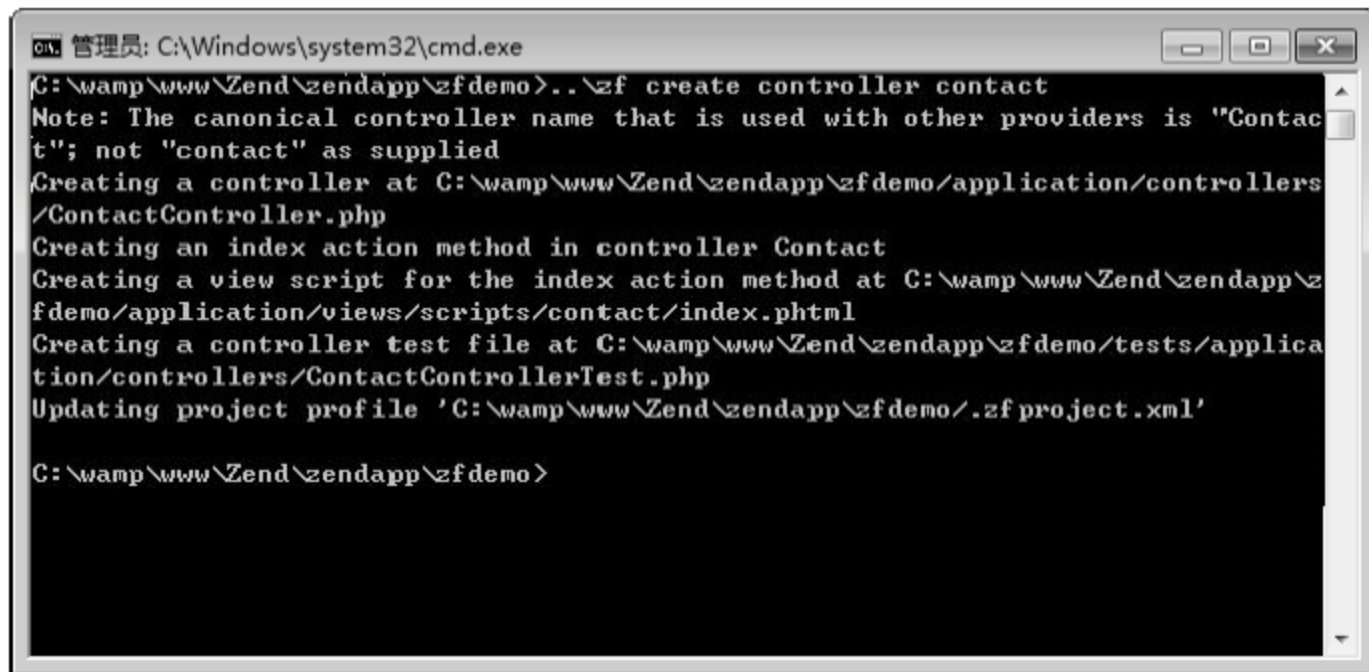 管理员: C:\Windows\system32\cmd.exe
C:\wamp\www\Zend\zendapp\zfdemo>..\zf create controller contact
Note: The canonical controller name that is used with other providers is "Contac
t"; not "contact" as supplied
Creating a controller at C:\wamp\www\Zend\zendapp\zfdemo/application/controllers
/ContactController.php
Creating an index action method in controller Contact
Creating a view script for the index action method at C:\wamp\www\Zend\zendapp\z
fdemo/application/views/scripts/contact/index.phtml
Creating a controller test file at C:\wamp\www\Zend\zendapp\zfdemo/tests/applica
tion/controllers/ContactControllerTest.php
Updating project profile 'C:\wamp\www\Zend\zendapp\zfdemo/.zfproject.xml'
C:\wamp\www\Zend\zendapp\zfdemo>